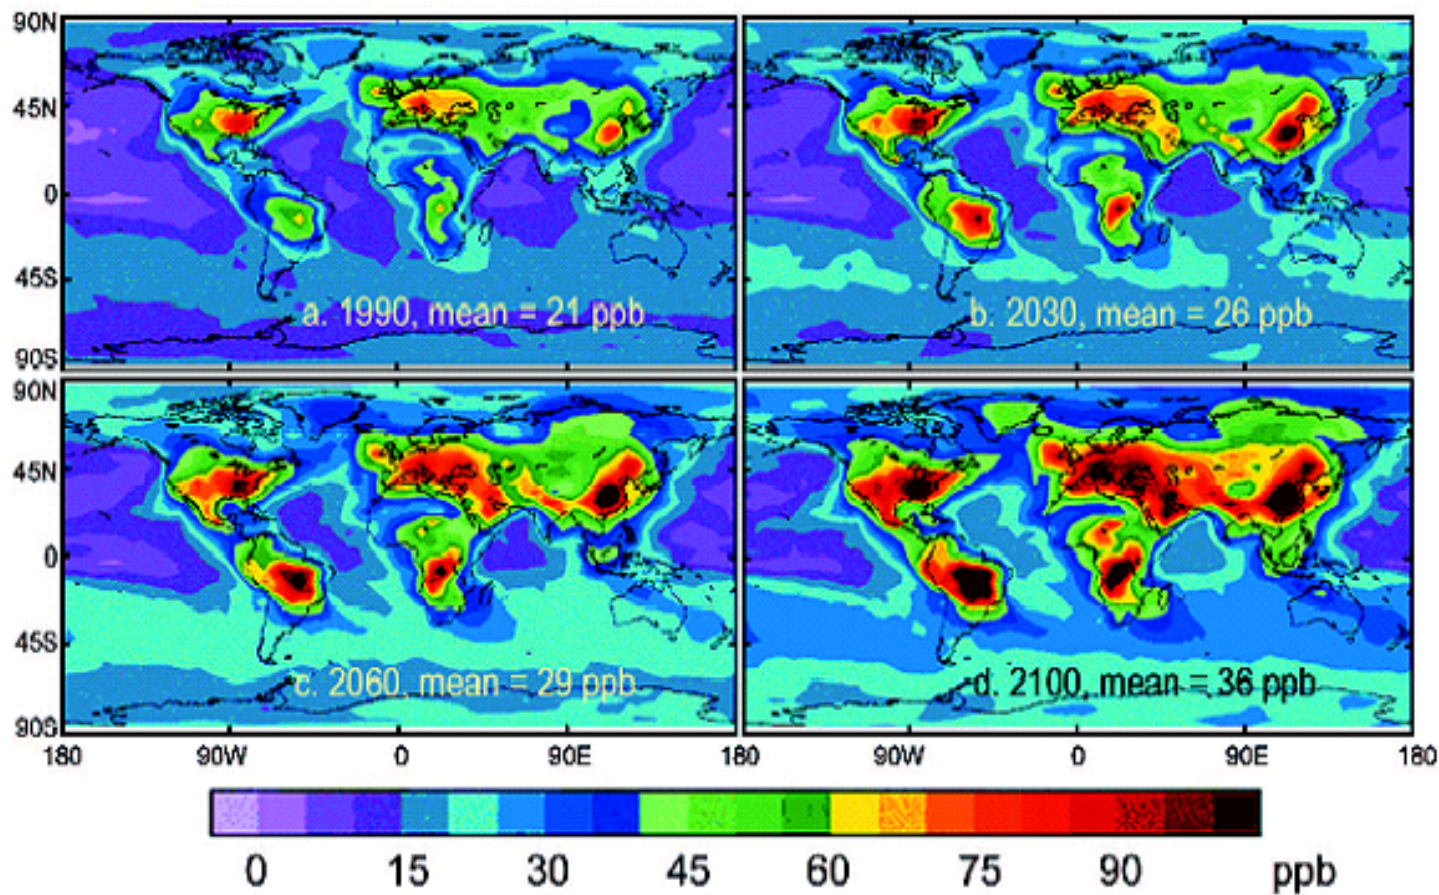 90N
45N
0
45S
90S
a. 1990, mean = 21 ppb
b. 2030, mean = 26 ppb
90N
45N
0
45S
90S
c. 2060, mean = 29 ppb
d. 2100, mean = 36 ppb
180 90W 0 90E 180 90W 0 90E 180
0 15 30 45 60 75 90 ppb